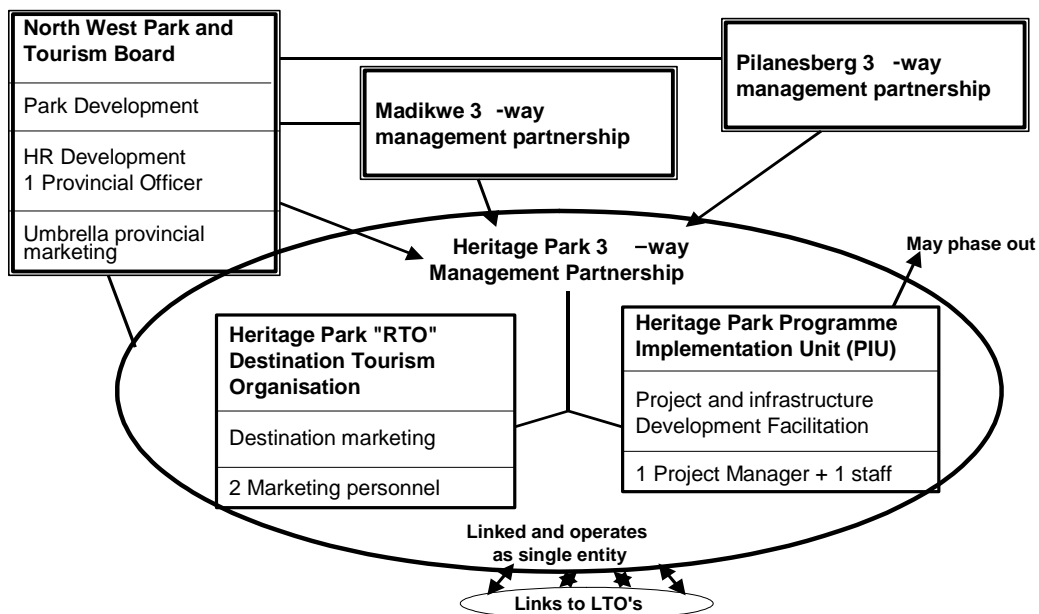 North West Park and
Tourism Board
Park Development
HR Development
1 Provincial Officer
Umbrella provincial
marketing
Madikwe 3 -way
management partnership
Pilanesberg 3 -way
management partnership
Heritage Park 3 –way
Management Partnership
May phase out
Heritage Park "RTO"
Destination Tourism
Organisation
Destination marketing
2 Marketing personnel
Heritage Park Programme
Implementation Unit (PIU)
Project and infrastructure
Development Facilitation
1 Project Manager + 1 staff
Linked and operates
as single entity
Links to LTO's